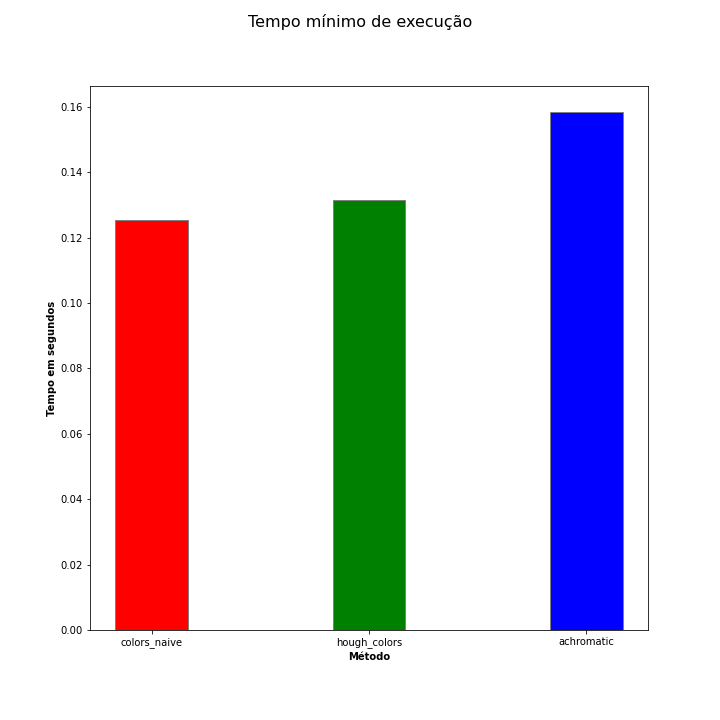 Tempo mínimo de execução
0.16
0.14
0.12
0.10
0.08
0.06
0.04
0.02
0.00
Tempo em segundos
colors_naive
hough_colors
achromatic
Método